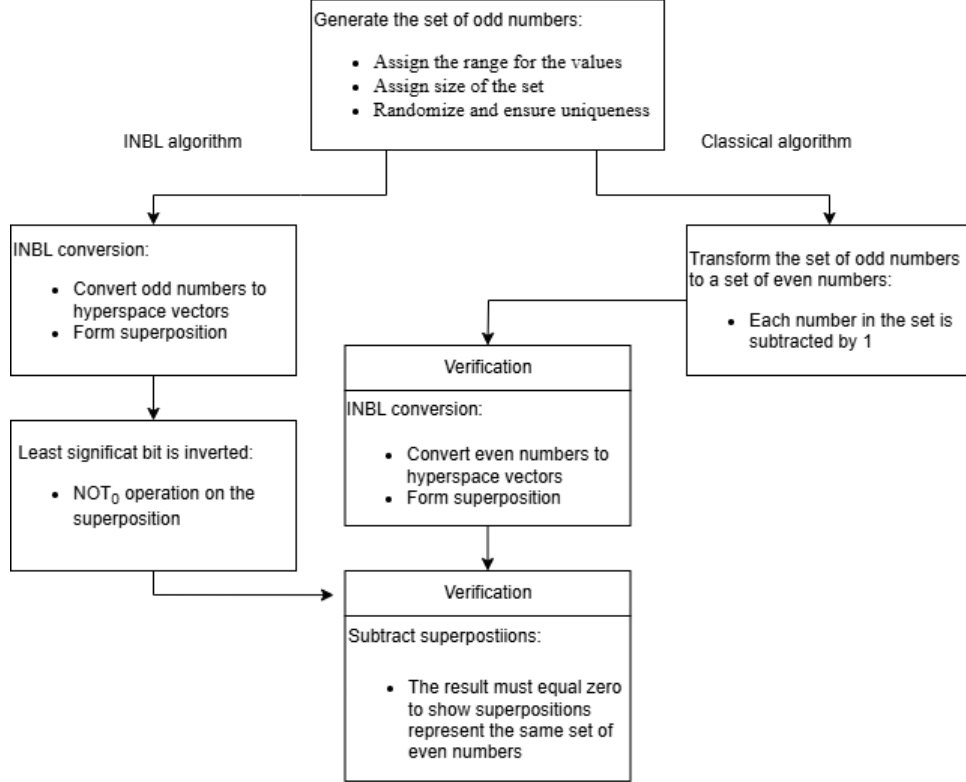 Generate the set of odd numbers:
• Assign the range for the values
• Assign size of the set
• Randomize and ensure uniqueness
INBL algorithm
Classical algorithm
INBL conversion:
• Convert odd numbers to
hyperspace vectors
• Form superposition
Transform the set of odd numbers
to a set of even numbers:
• Each number in the set is
subtracted by 1
Verification
INBL conversion:
• Convert even numbers to
hyperspace vectors
• Form superposition
Least significat bit is inverted:
• NOT₀ operation on the
superposition
Verification
Subtract superpostiions:
• The result must equal zero
to show superpositions
represent the same set of
even numbers